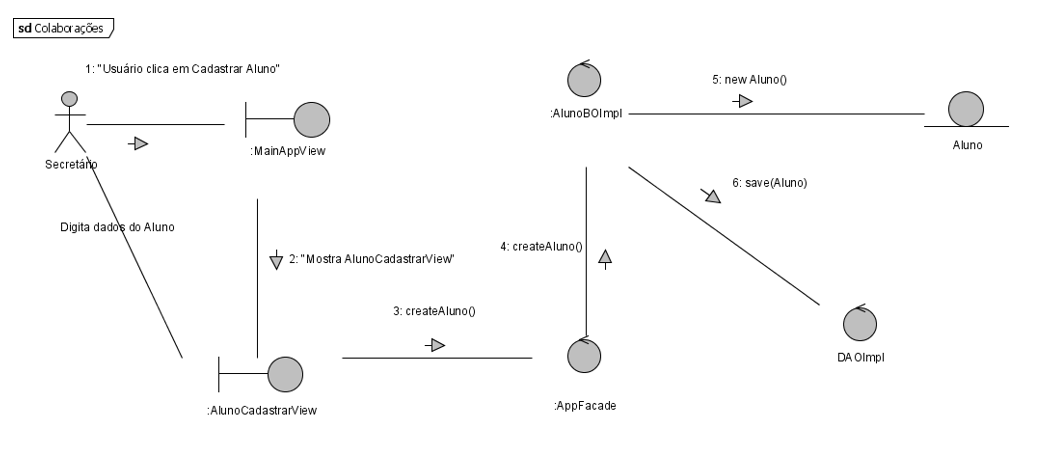 sd Colaborações
1: "Usuário clica em Cadastrar Aluno"
5: new Aluno()
:AlunoBOImpl
:MainAppView
Aluno
Secretário
6: save(Aluno)
Digita dados do Aluno
4: createAluno()
2: "Mostra AlunoCadastrarView"
3: createAluno()
DAOImpl
:AppFacade
:AlunoCadastrarView